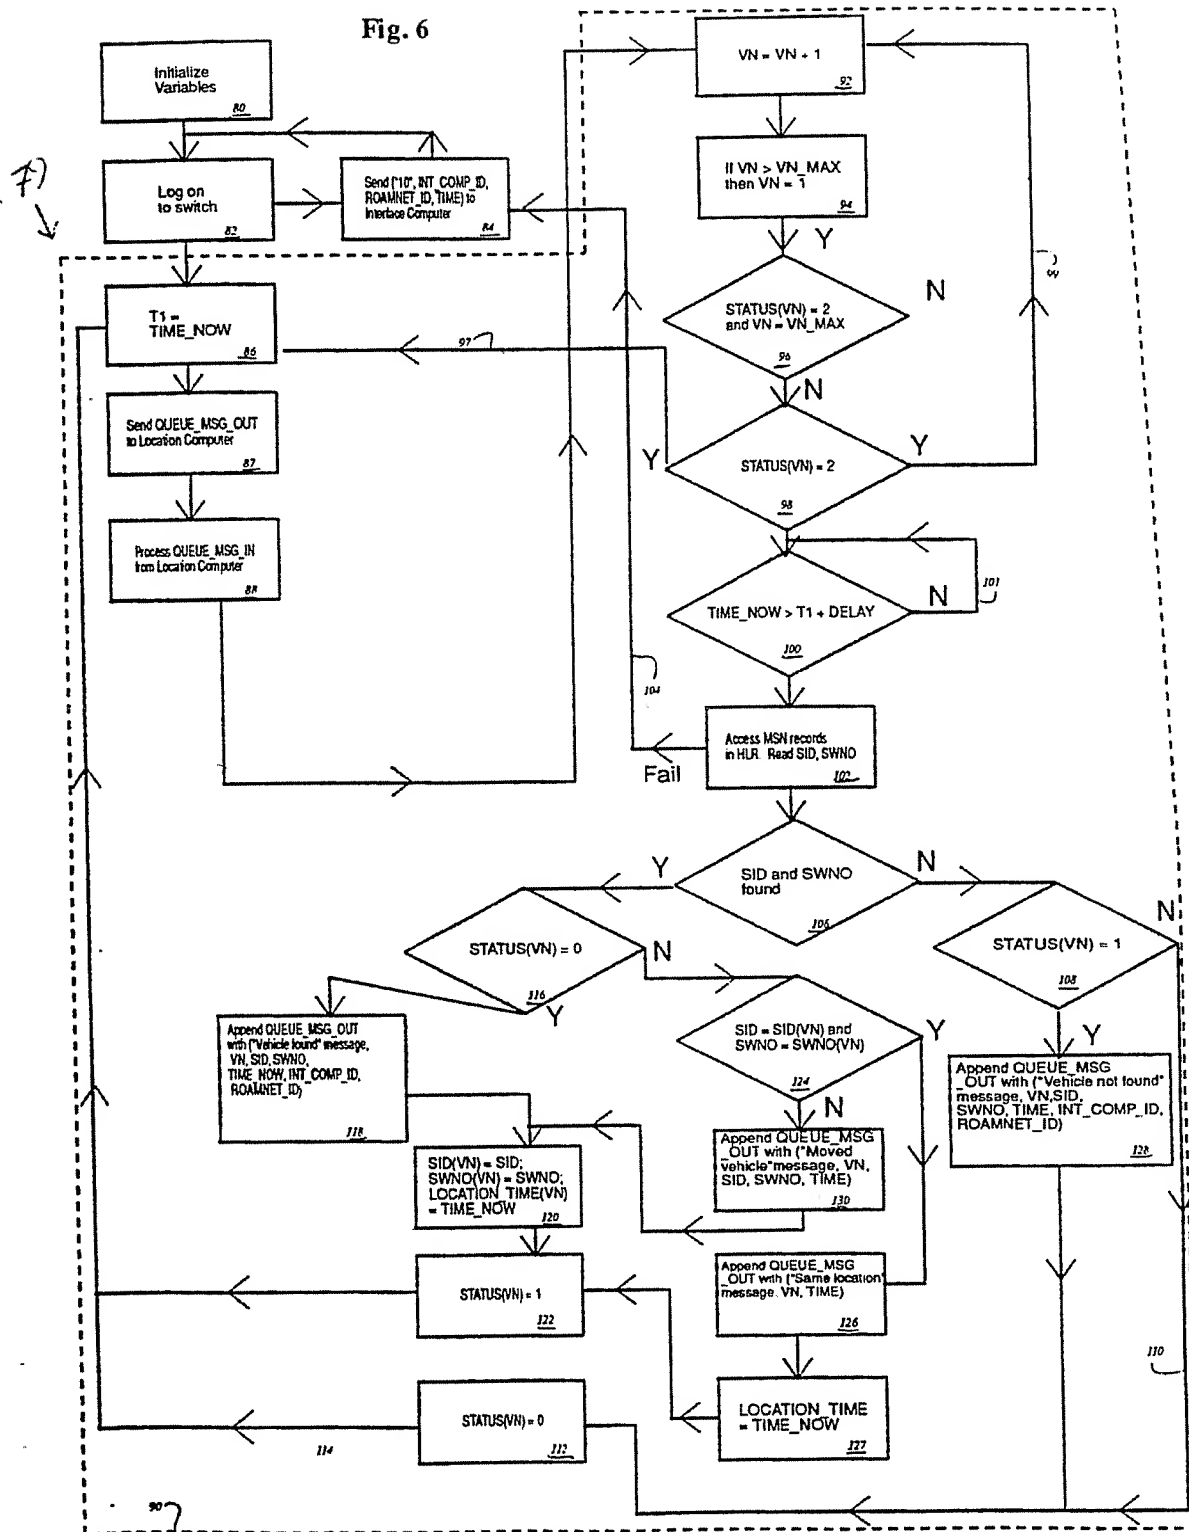 Fig. 6
Initialize
Variables
80
Log on
to switch
82
Send ("10", INT_COMP_ID,
ROAMNET_ID, TIME) to
Interface Computer
84
T1 =
TIME_NOW
86
Send QUEUE_MSG_OUT
to Location Computer
87
Process QUEUE_MSG_IN
from Location Computer
88
VN = VN + 1
92
If VN > VN_MAX
then VN = 1
94
Y
STATUS(VN) = 2
and VN = VN_MAX
96
N
N
97
99
Y
STATUS(VN) = 2
98
Y
TIME_NOW > T1 + DELAY
100
N
101
104
Fail
Access MSN records
in HLR. Read SID, SWNO
102
Y
SID and SWNO
found
106
N
STATUS(VN) = 0
116
N
Y
SID = SID(VN) and
SWNO = SWNO(VN)
124
Y
N
STATUS(VN) = 1
108
N
Y
Append QUEUE_MSG_OUT
with ("Vehicle found" message,
VN, SID, SWNO,
TIME_NOW, INT_COMP_ID,
ROAMNET_ID)
118
Append QUEUE_MSG
_OUT with ("Moved
vehicle"message, VN,
SID, SWNO, TIME)
130
Append QUEUE_MSG
_OUT with ("Vehicle not found"
message, VN,SID,
SWNO, TIME, INT_COMP_ID,
ROAMNET_ID)
128
SID(VN) = SID;
SWNO(VN) = SWNO;
LOCATION_TIME(VN)
= TIME_NOW
120
STATUS(VN) = 1
122
Append QUEUE_MSG
_OUT with ("Same location"
message, VN, TIME)
126
LOCATION_TIME
= TIME_NOW
127
110
STATUS(VN) = 0
112
114
90